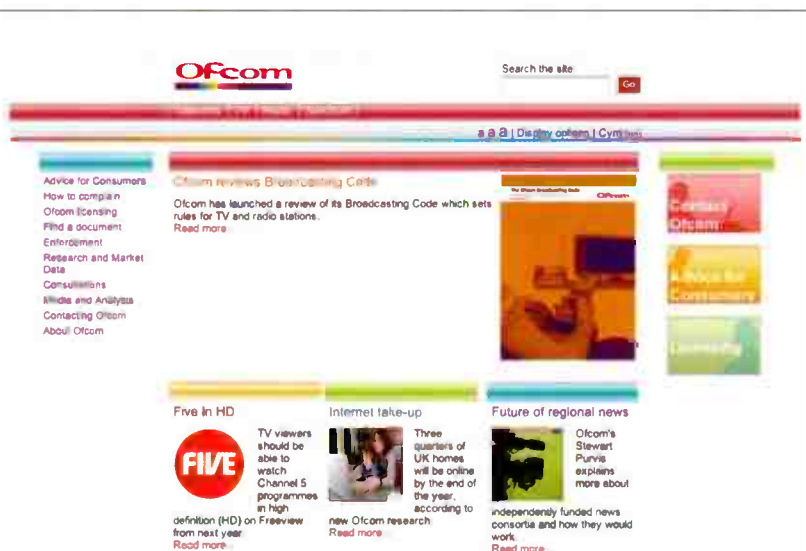 Ofcom
Search the site
Go
a a a | Display options |
Advice for Consumers
How to complain
Ofcom licensing
Find a document
Enforcement
Research and Market
Data
Consultations
Media and Analysts
Contacting Ofcom
About Ofcom
Ofcom reviews Broadcasting Code
Ofcom has launched a review of its Broadcasting Code which sets
rules for TV and radio stations.
Read more
The Ofcom Broadcasting Code
Ofcom
Contact
Ofcom
Advice for
Consumers
Licensing
Five in HD
FIVE
TV viewers
should be
able to
watch
Channel 5
programmes
in high
definition (HD) on Freeview
from next year
Read more
Internet take-up
Three
quarters of
UK homes
will be online
by the end of
the year,
according to
new Ofcom research
Read more
Future of regional news
Ofcom's
Stewart
Purvis
explains
more about
independently funded news
consortia and how they would
work
Read more